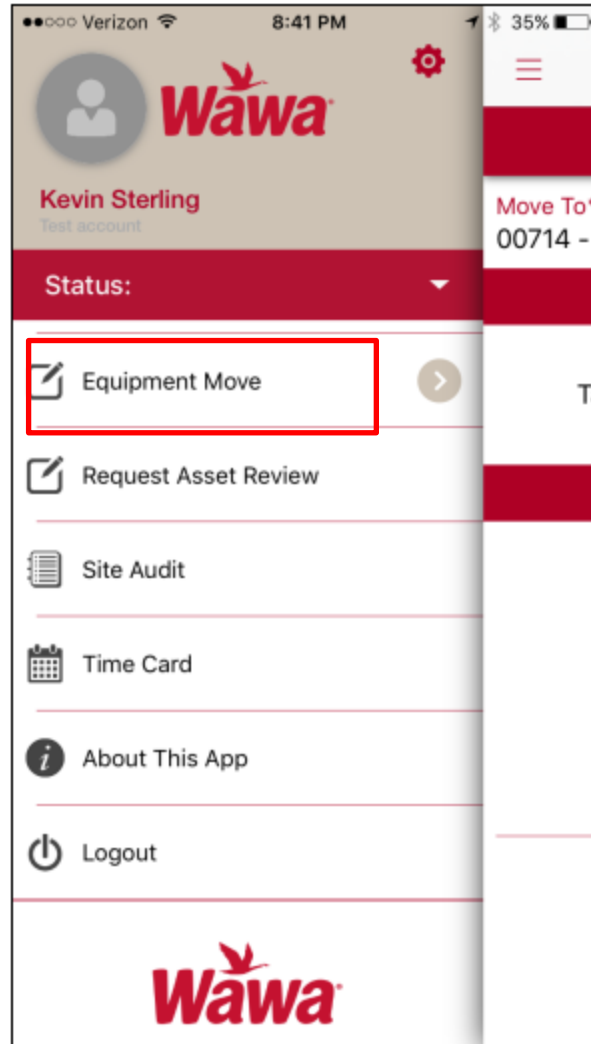 Verizon 8:41 PM 35%
Wawa
Kevin Sterling
Test account
Status:
Equipment Move
Request Asset Review
Site Audit
Time Card
About This App
Logout
Wawa
Move To*
00714 -
T